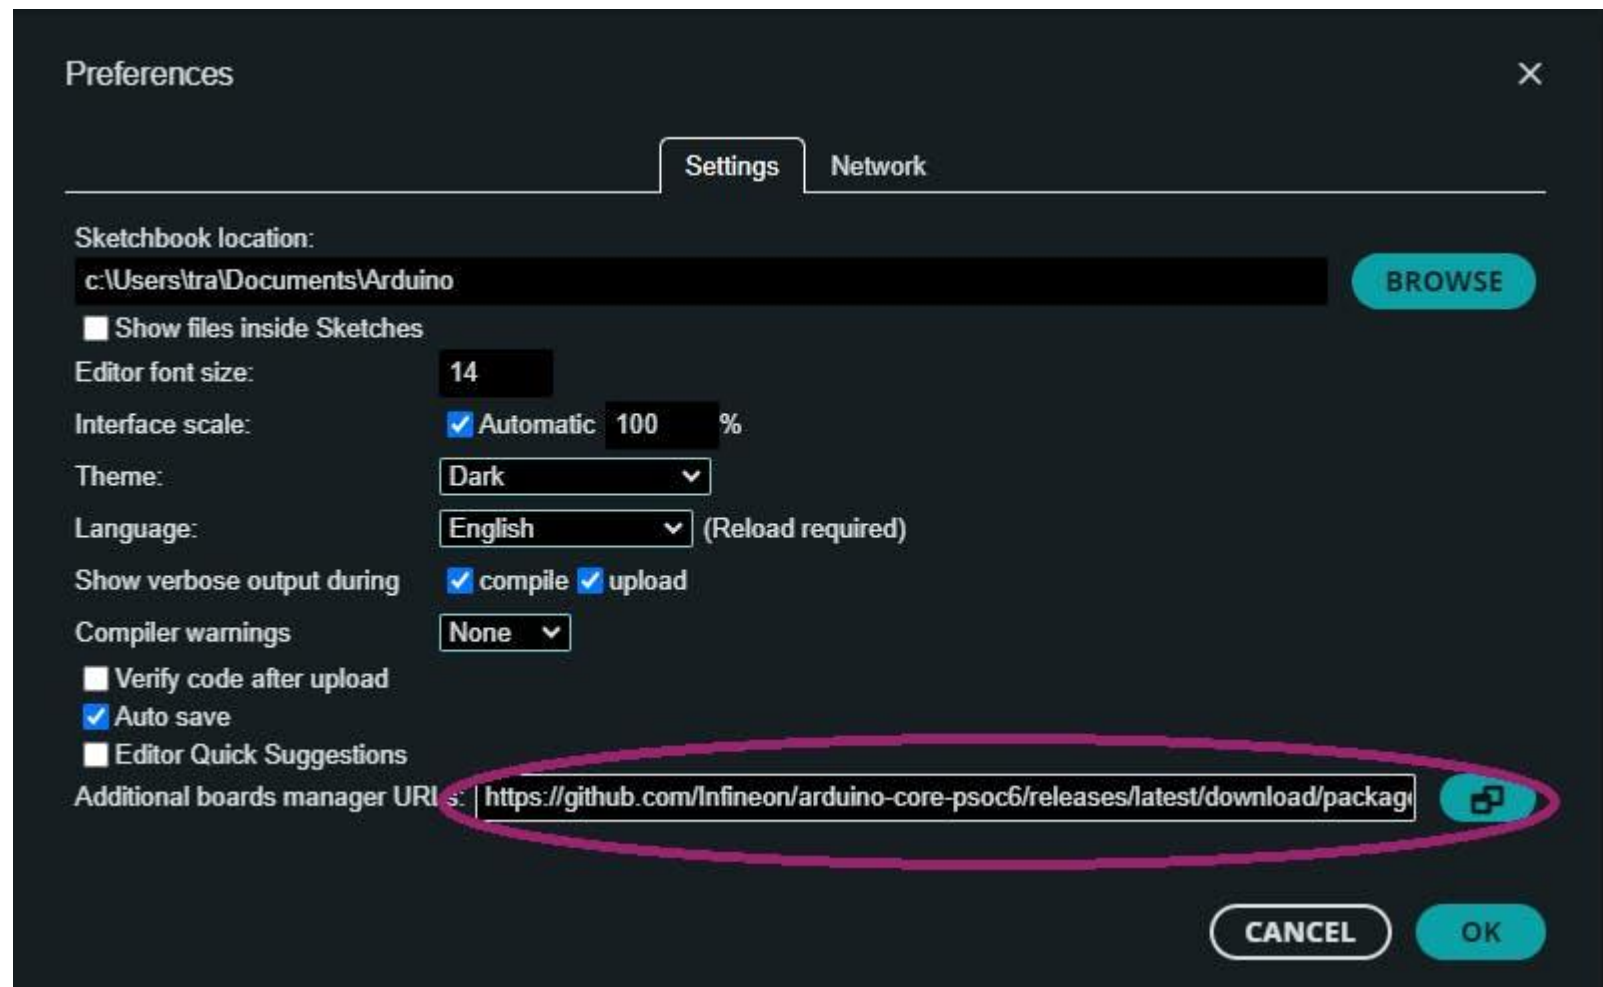 Preferences
Settings Network
Sketchbook location:
c:\Users\tra\Documents\Arduino BROWSE
Show files inside Sketches
Editor font size: 14
Interface scale: Automatic 100 %
Theme: Dark
Language: English (Reload required)
Show verbose output during compile upload
Compiler warnings None
Verify code after upload
Auto save
Editor Quick Suggestions
Additional boards manager URLs: https://github.com/Infineon/arduino-core-psoc6/releases/latest/download/package
CANCEL OK